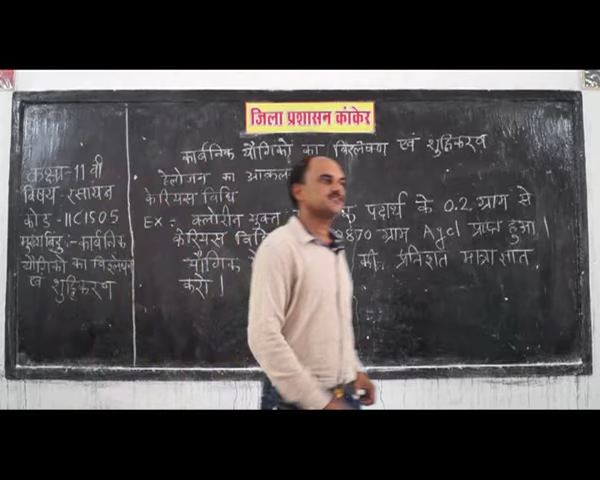 जिला प्रशासन कांकेर
कार्बनिक यौगिको का विश्लेषण एवं शुद्धिकरण
हेलोजन का आकलन
केरियस विधि
EX :- क्लोरीन युक्त पदार्थ के 0.2 ग्राम से
केरियस विधि 2870 ग्राम Agcl प्राप्त हुआ।
यौगिक की प्रतिशत मात्रा ज्ञात
करो।
कक्षा-11 वी
विषय रसायन
कोड - 11C1505
मुख्यबिंदु :- कार्बनिक
यौगिको का विश्लेषण
एवं शुद्धिकरण